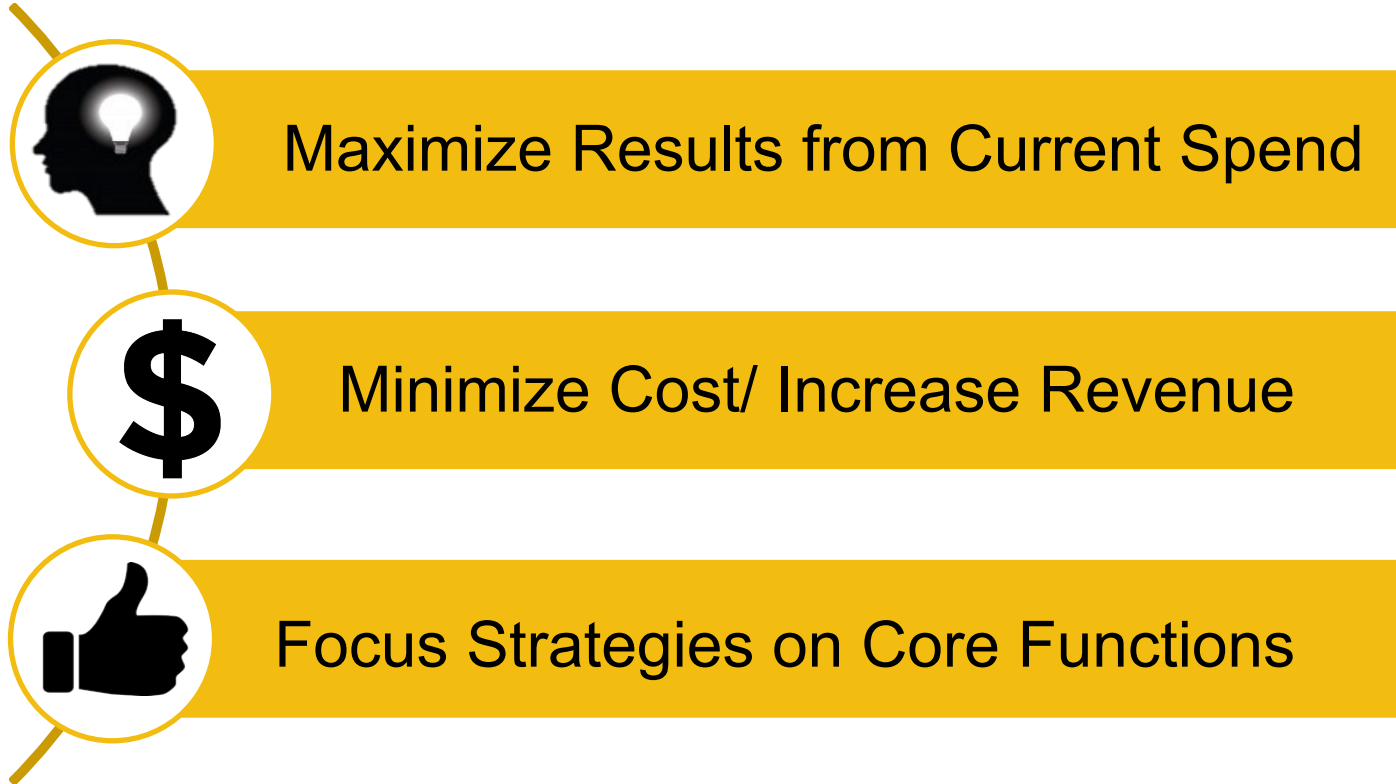 Maximize Results from Current Spend
$
Minimize Cost/ Increase Revenue
Focus Strategies on Core Functions